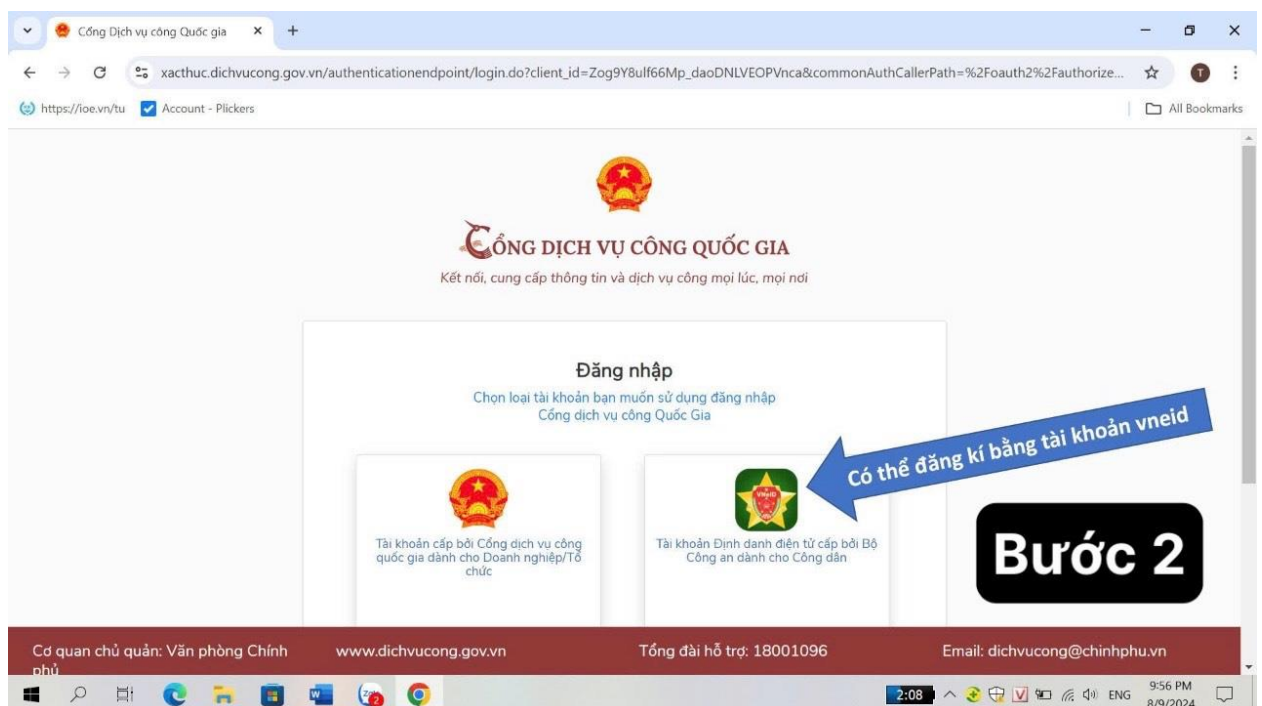 Cổng Dịch vụ công Quốc gia
xacthuc.dichvucong.gov.vn/authenticationendpoint/login.do?client_id=Zog9Y8ulf66Mp_daoDNLVEOPVnca&commonAuthCallerPath=%2Foauth2%2Fauthorize...
T
https://ioe.vn/tu
Account - Plickers
All Bookmarks
CỔNG DỊCH VỤ CÔNG QUỐC GIA
Kết nối, cung cấp thông tin và dịch vụ công mọi lúc, mọi nơi
Đăng nhập
Chọn loại tài khoản bạn muốn sử dụng đăng nhập
Cổng dịch vụ công Quốc Gia
Có thể đăng kí bằng tài khoản vneid
VNeID
Tài khoản cấp bởi Cổng dịch vụ công
quốc gia dành cho Doanh nghiệp/Tổ
chức
Tài khoản Định danh điện tử cấp bởi Bộ
Công an dành cho Công dân
Bước 2
Cơ quan chủ quản: Văn phòng Chính
phủ
www.dichvucong.gov.vn
Tổng đài hỗ trợ: 18001096
Email: dichvucong@chinhphu.vn
2:08
ENG
9:56 PM
8/9/2024